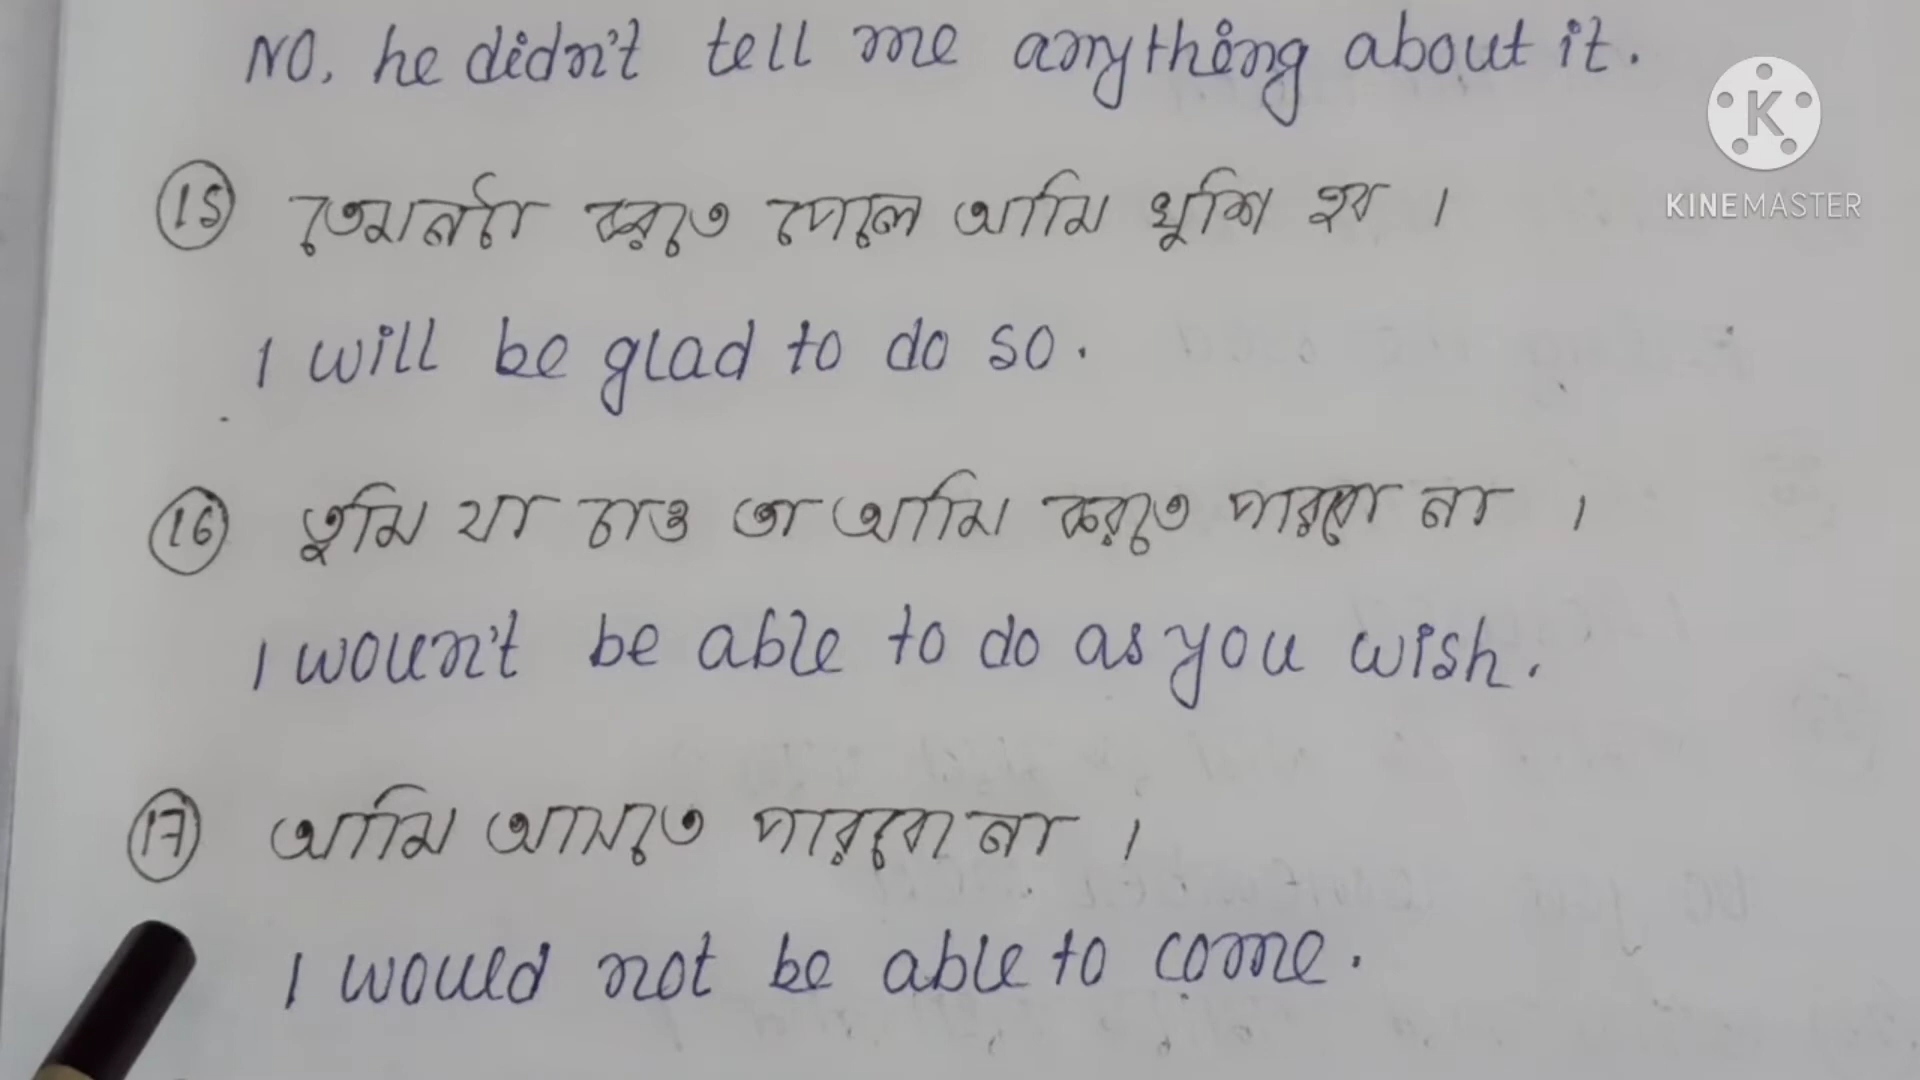 NO, he didn't tell me anything about it.
K
KINEMASTER
15 তেমনটা করতে পেলে আমি খুশি হব ।
I will be glad to do so.
16 তুমি যা চাও তা আমি করতে পারবো না ।
I woun't be able to do as you wish.
17 আমি আসতে পারবো না ।
I would not be able to come.